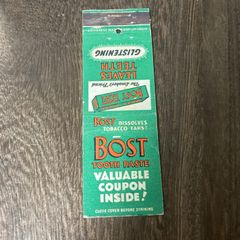 GLISTENING
LEAVES
TEETH
The Smoker's Friend
BOST
BOST DISSOLVES
TOBACCO TARS!
BOST
TOOTH PASTE
VALUABLE
COUPON
INSIDE!
CLOSE COVER BEFORE STRIKING